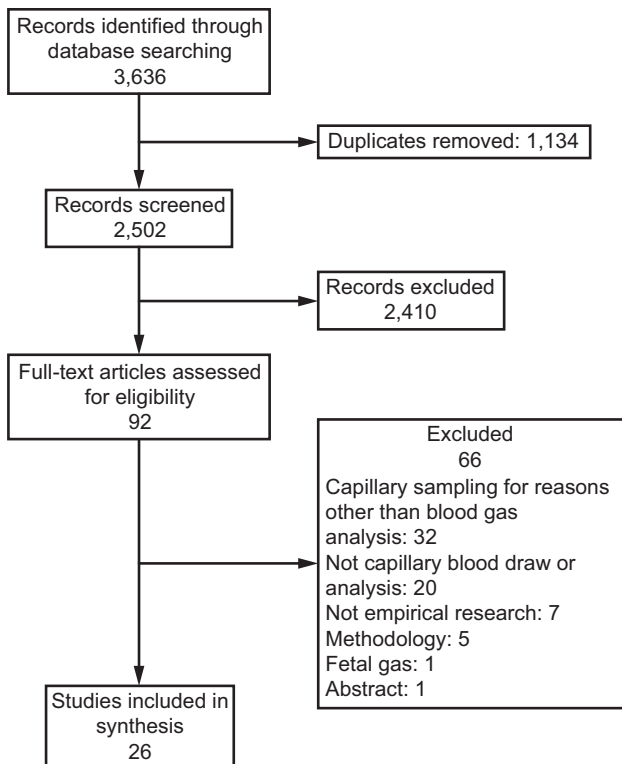 Records identified through
database searching
3,636
Duplicates removed: 1,134
Records screened
2,502
Records excluded
2,410
Full-text articles assessed
for eligibility
92
Excluded
66
Capillary sampling for reasons
other than blood gas
analysis: 32
Not capillary blood draw or
analysis: 20
Not empirical research: 7
Methodology: 5
Fetal gas: 1
Abstract: 1
Studies included in
synthesis
26